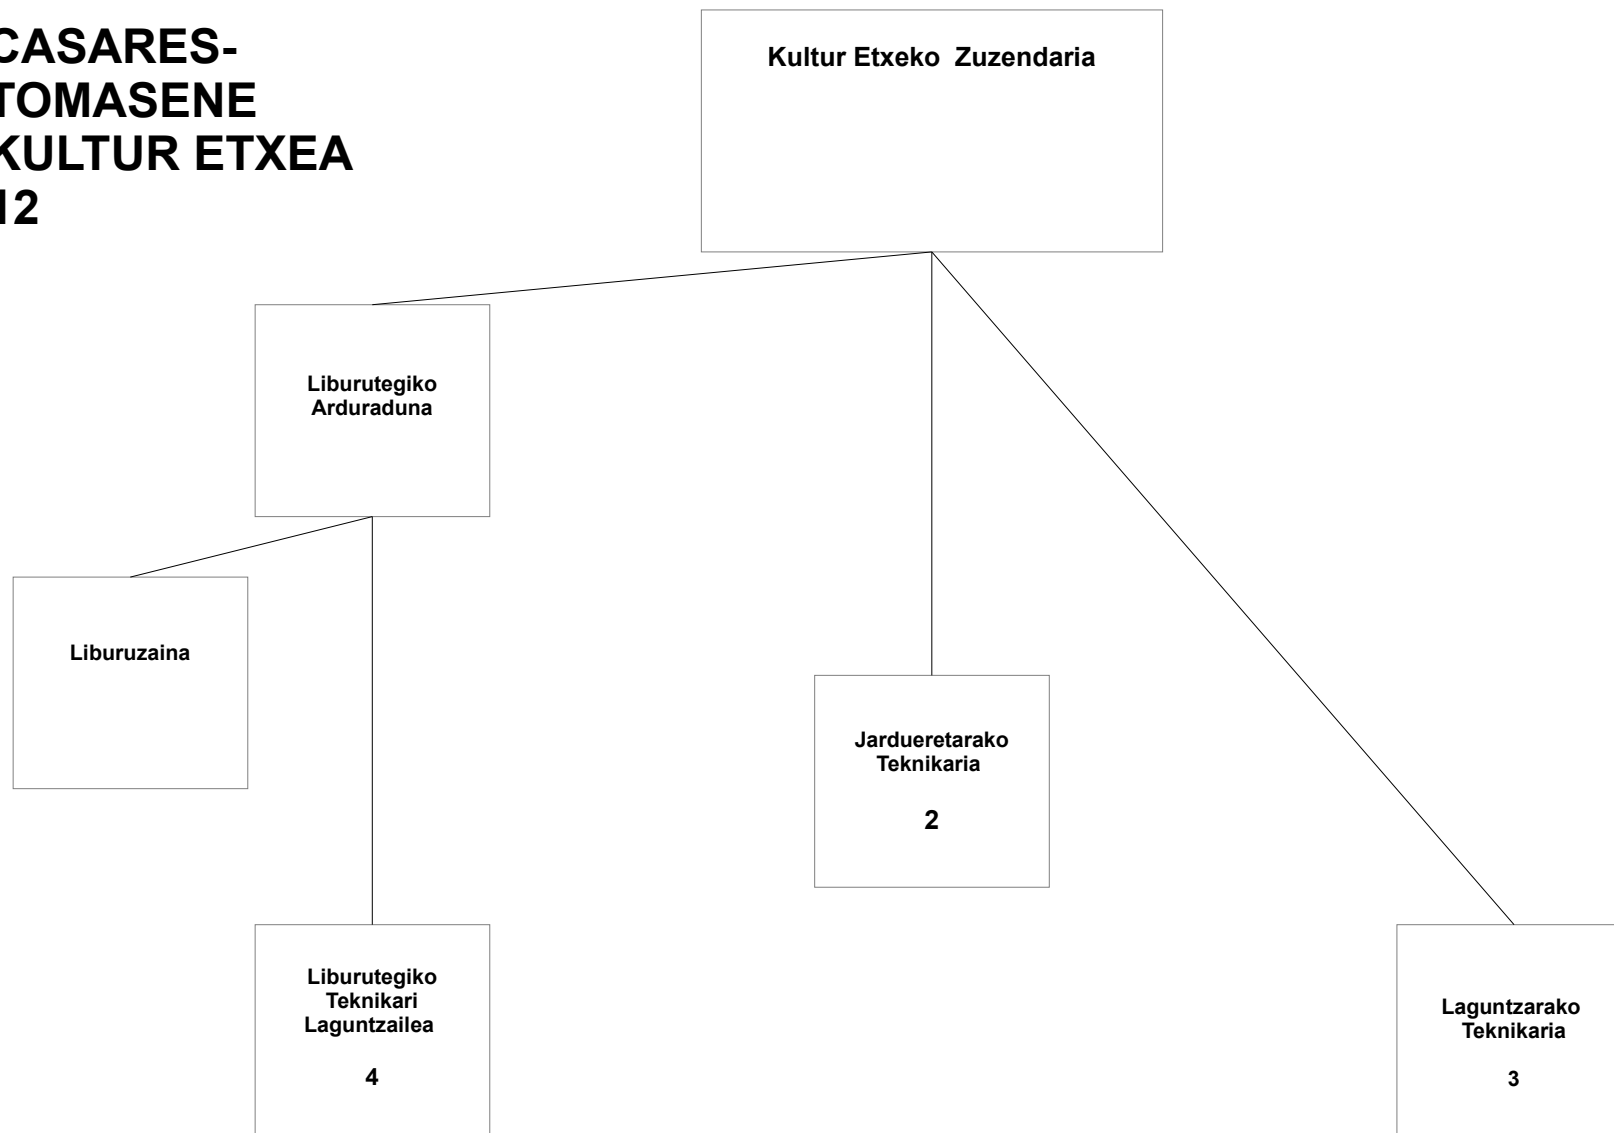 CASARES-
TOMASENE
KULTUR ETXEA
12
Kultur Etxeko Zuzendaria
Liburutegiko
Arduraduna
Liburuzaina
Jardueretarako
Teknikaria
2
Liburutegiko
Teknikari
Laguntzailea
4
Laguntzarako
Teknikaria
3